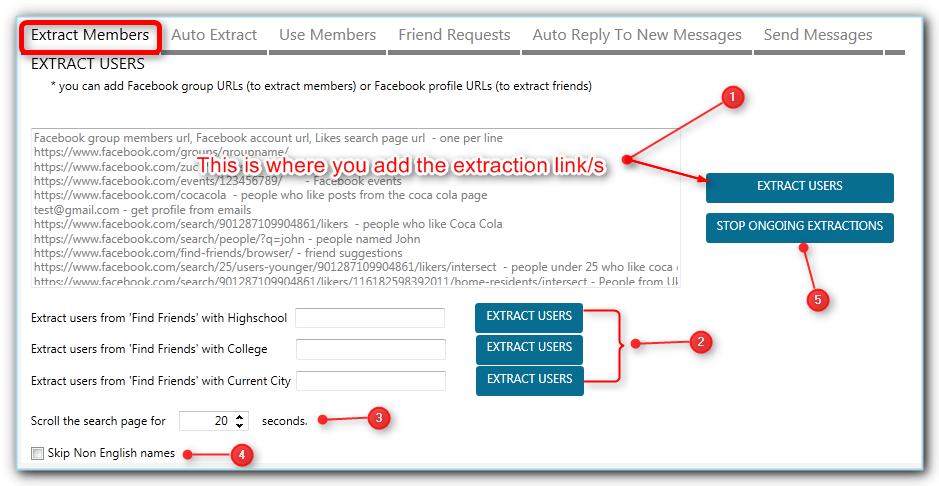 Extract Members Auto Extract Use Members Friend Requests Auto Reply To New Messages Send Messages
EXTRACT USERS
* you can add Facebook group URLs (to extract members) or Facebook profile URLs (to extract friends)
1
Facebook group members url, Facebook account url, Likes search page url - one per line
https://www.facebook.com/groups/groupname/
This is where you add the extraction link/s
https://www.facebook.com/zuc
https://www.facebook.com/events/123456789/ - Facebook events
EXTRACT USERS
https://www.facebook.com/cocacola - people who like posts from the coca cola page
test@gmail.com - get profile from emails
https://www.facebook.com/search/901287109904861/likers - people who like Coca Cola
STOP ONGOING EXTRACTIONS
https://www.facebook.com/search/people/?q=john - people named John
https://www.facebook.com/find-friends/browser/ - friend suggestions
https://www.facebook.com/search/25/users-younger/901287109904861/likers/intersect - people under 25 who like coca c
https://www.facebook.com/search/901287109904861/likers/116182598392011/home-residents/intersect - People from U
5
Extract users from 'Find Friends' with Highschool EXTRACT USERS
Extract users from 'Find Friends' with College EXTRACT USERS
2
Extract users from 'Find Friends' with Current City EXTRACT USERS
Scroll the search page for 20 seconds. 3
Skip Non English names 4